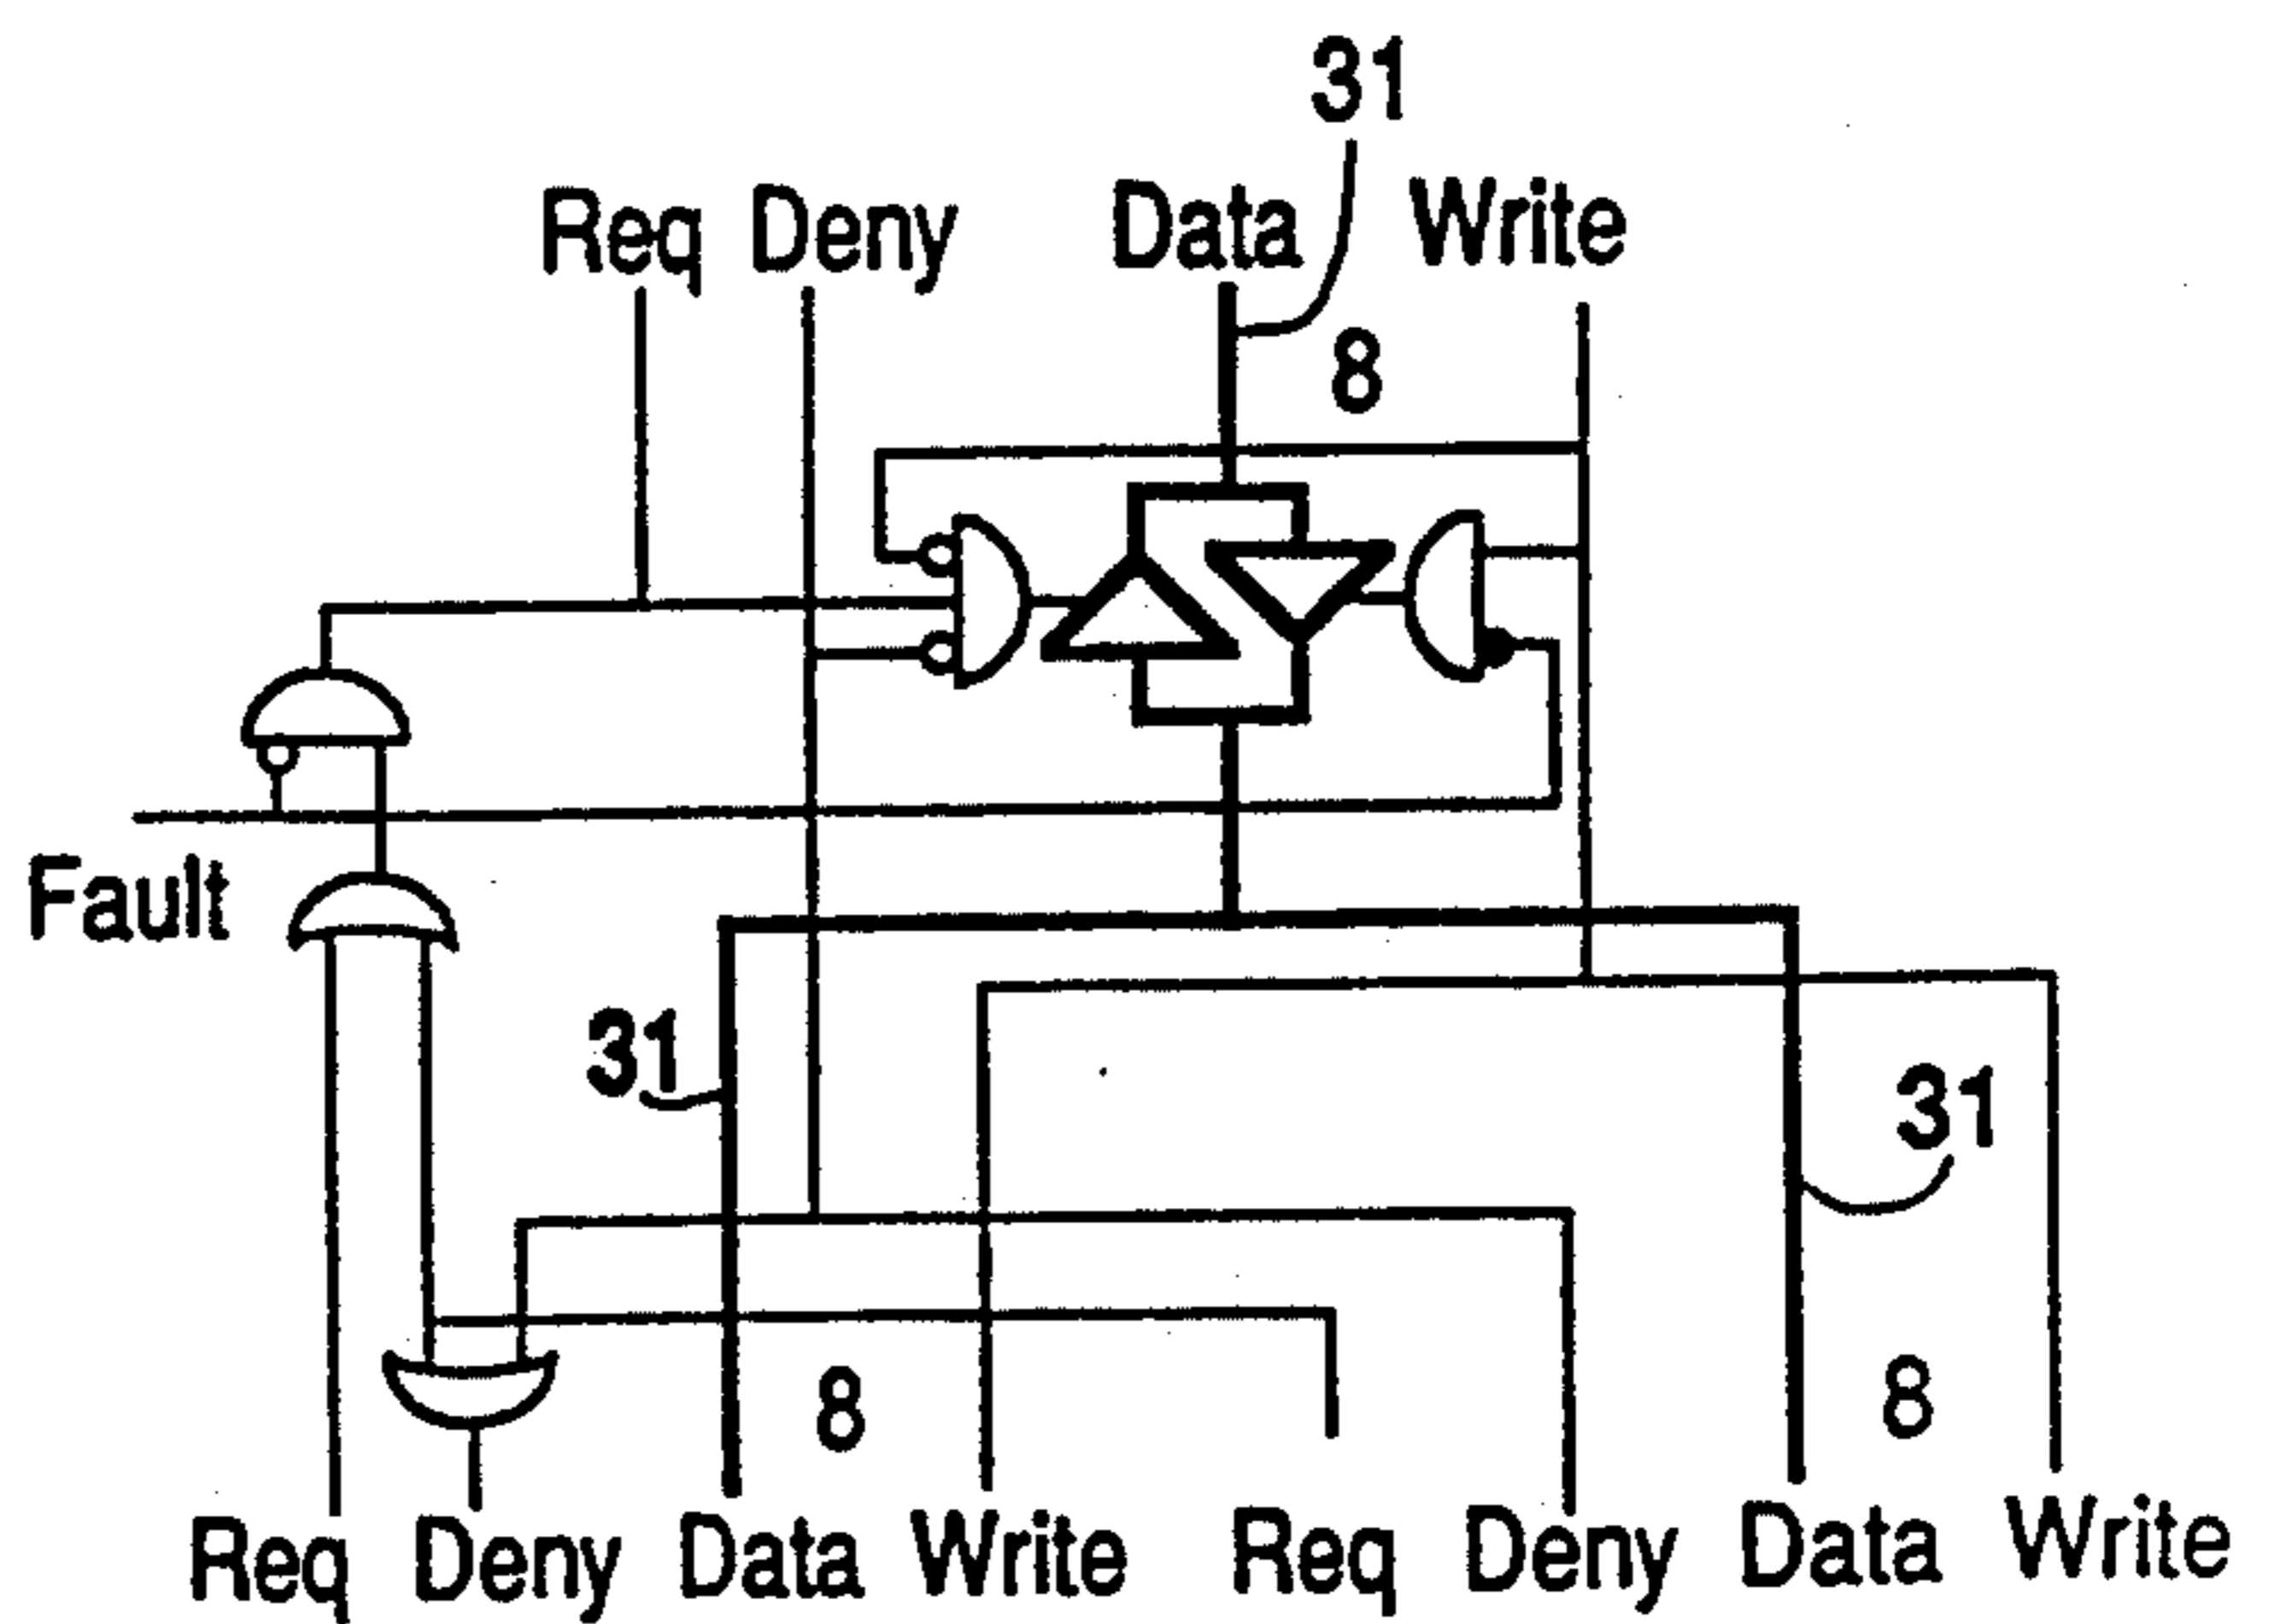 31
Req Deny Data Write
8
Fault
31
31
8 8
Req Deny Data Write Req Deny Data Write